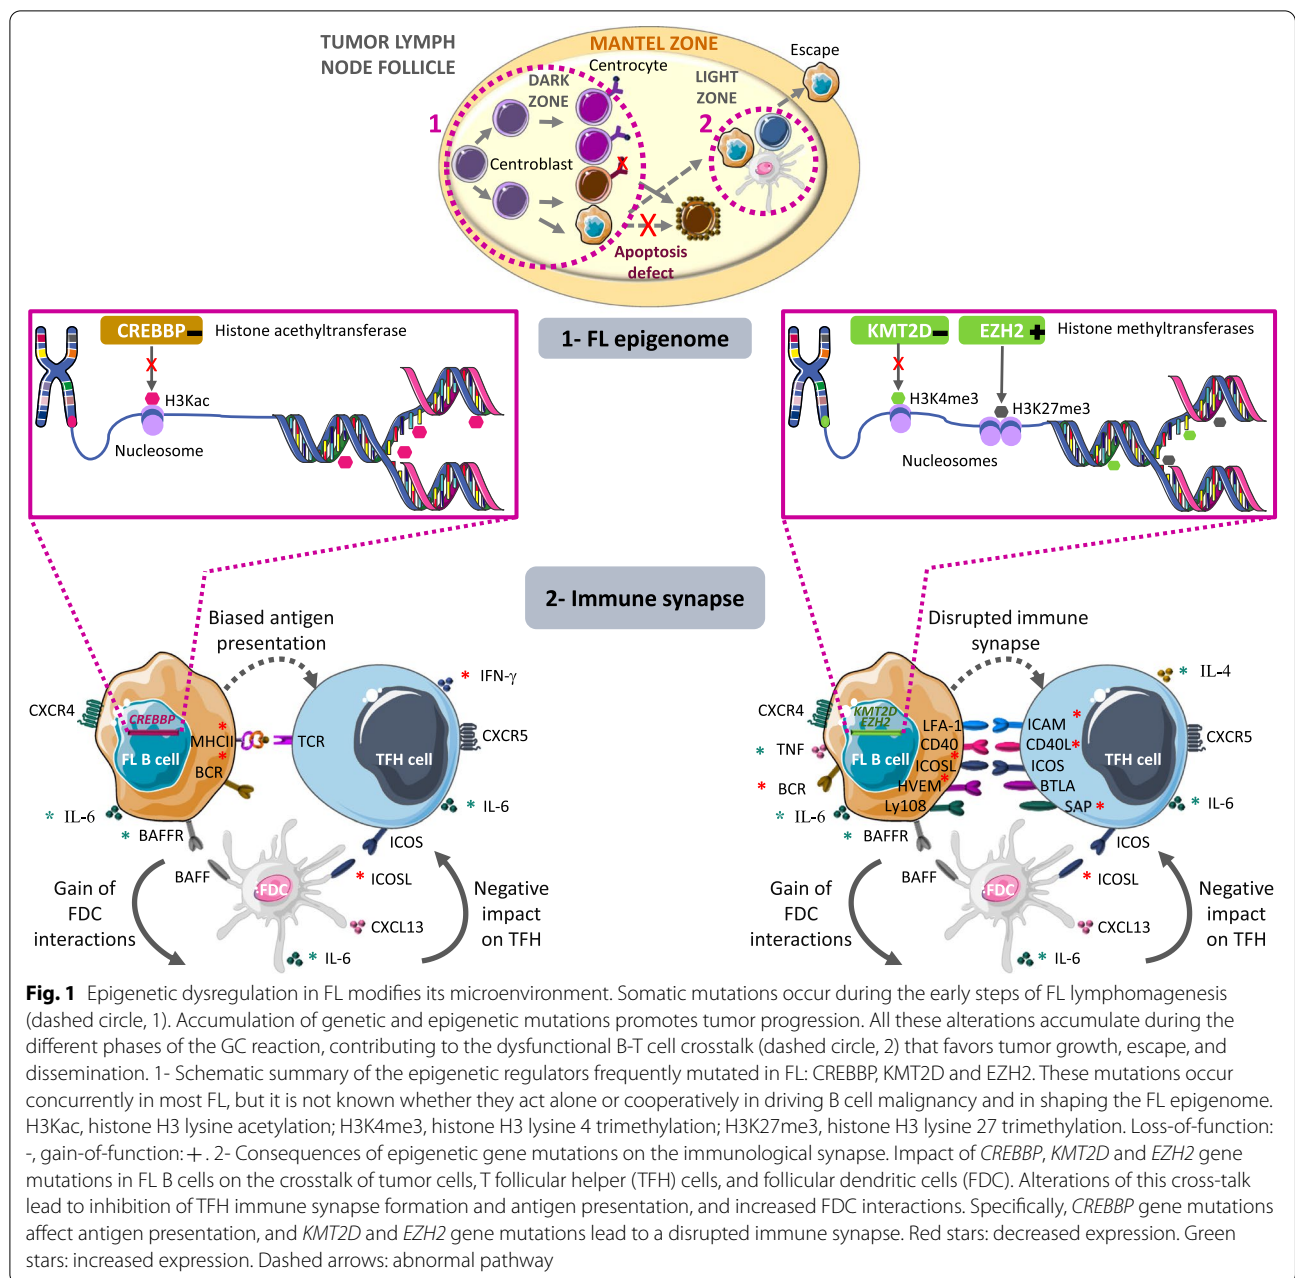 TUMOR LYMPH
NODE FOLLICLE
MANTEL ZONE
Centrocyte
Escape
DARK
ZONE
LIGHT
ZONE
1
2
Centroblast
X
X
Apoptosis
defect
CREBBP-
Histone acethyltransferase
X
H3Kac
Nucleosome
1- FL epigenome
KMT2D-
EZH2+
Histone methyltransferases
X
H3K4me3
H3K27me3
Nucleosomes
2- Immune synapse
Biased antigen
presentation
* IFN-γ
CXCR4
CREBBP
*
MHCII
TCR
CXCR5
FL B cell
*
BCR
TFH cell
* IL-6
* IL-6
* BAFFR
ICOS
BAFF
FDC
* ICOSL
Gain of
FDC
interactions
Negative
impact
on TFH
CXCL13
* IL-6
Disrupted immune
synapse
* IL-4
CXCR4
KMT2D
EZH2
LFA-1
ICAM *
* TNF
CD40
CD40L*
CXCR5
FL B cell
*
ICOSL
ICOS
TFH cell
* BCR
HVEM*
BTLA
* IL-6
Ly108
SAP *
* IL-6
* BAFFR
ICOS
BAFF
FDC
* ICOSL
Gain of
FDC
interactions
Negative
impact
on TFH
CXCL13
* IL-6
Fig. 1 Epigenetic dysregulation in FL modifies its microenvironment. Somatic mutations occur during the early steps of FL lymphomagenesis
(dashed circle, 1). Accumulation of genetic and epigenetic mutations promotes tumor progression. All these alterations accumulate during the
different phases of the GC reaction, contributing to the dysfunctional B-T cell crosstalk (dashed circle, 2) that favors tumor growth, escape, and
dissemination. 1- Schematic summary of the epigenetic regulators frequently mutated in FL: CREBBP, KMT2D and EZH2. These mutations occur
concurrently in most FL, but it is not known whether they act alone or cooperatively in driving B cell malignancy and in shaping the FL epigenome.
H3Kac, histone H3 lysine acetylation; H3K4me3, histone H3 lysine 4 trimethylation; H3K27me3, histone H3 lysine 27 trimethylation. Loss-of-function:
-, gain-of-function: +. 2- Consequences of epigenetic gene mutations on the immunological synapse. Impact of CREBBP, KMT2D and EZH2 gene
mutations in FL B cells on the crosstalk of tumor cells, T follicular helper (TFH) cells, and follicular dendritic cells (FDC). Alterations of this cross-talk
lead to inhibition of TFH immune synapse formation and antigen presentation, and increased FDC interactions. Specifically, CREBBP gene mutations
affect antigen presentation, and KMT2D and EZH2 gene mutations lead to a disrupted immune synapse. Red stars: decreased expression. Green
stars: increased expression. Dashed arrows: abnormal pathway